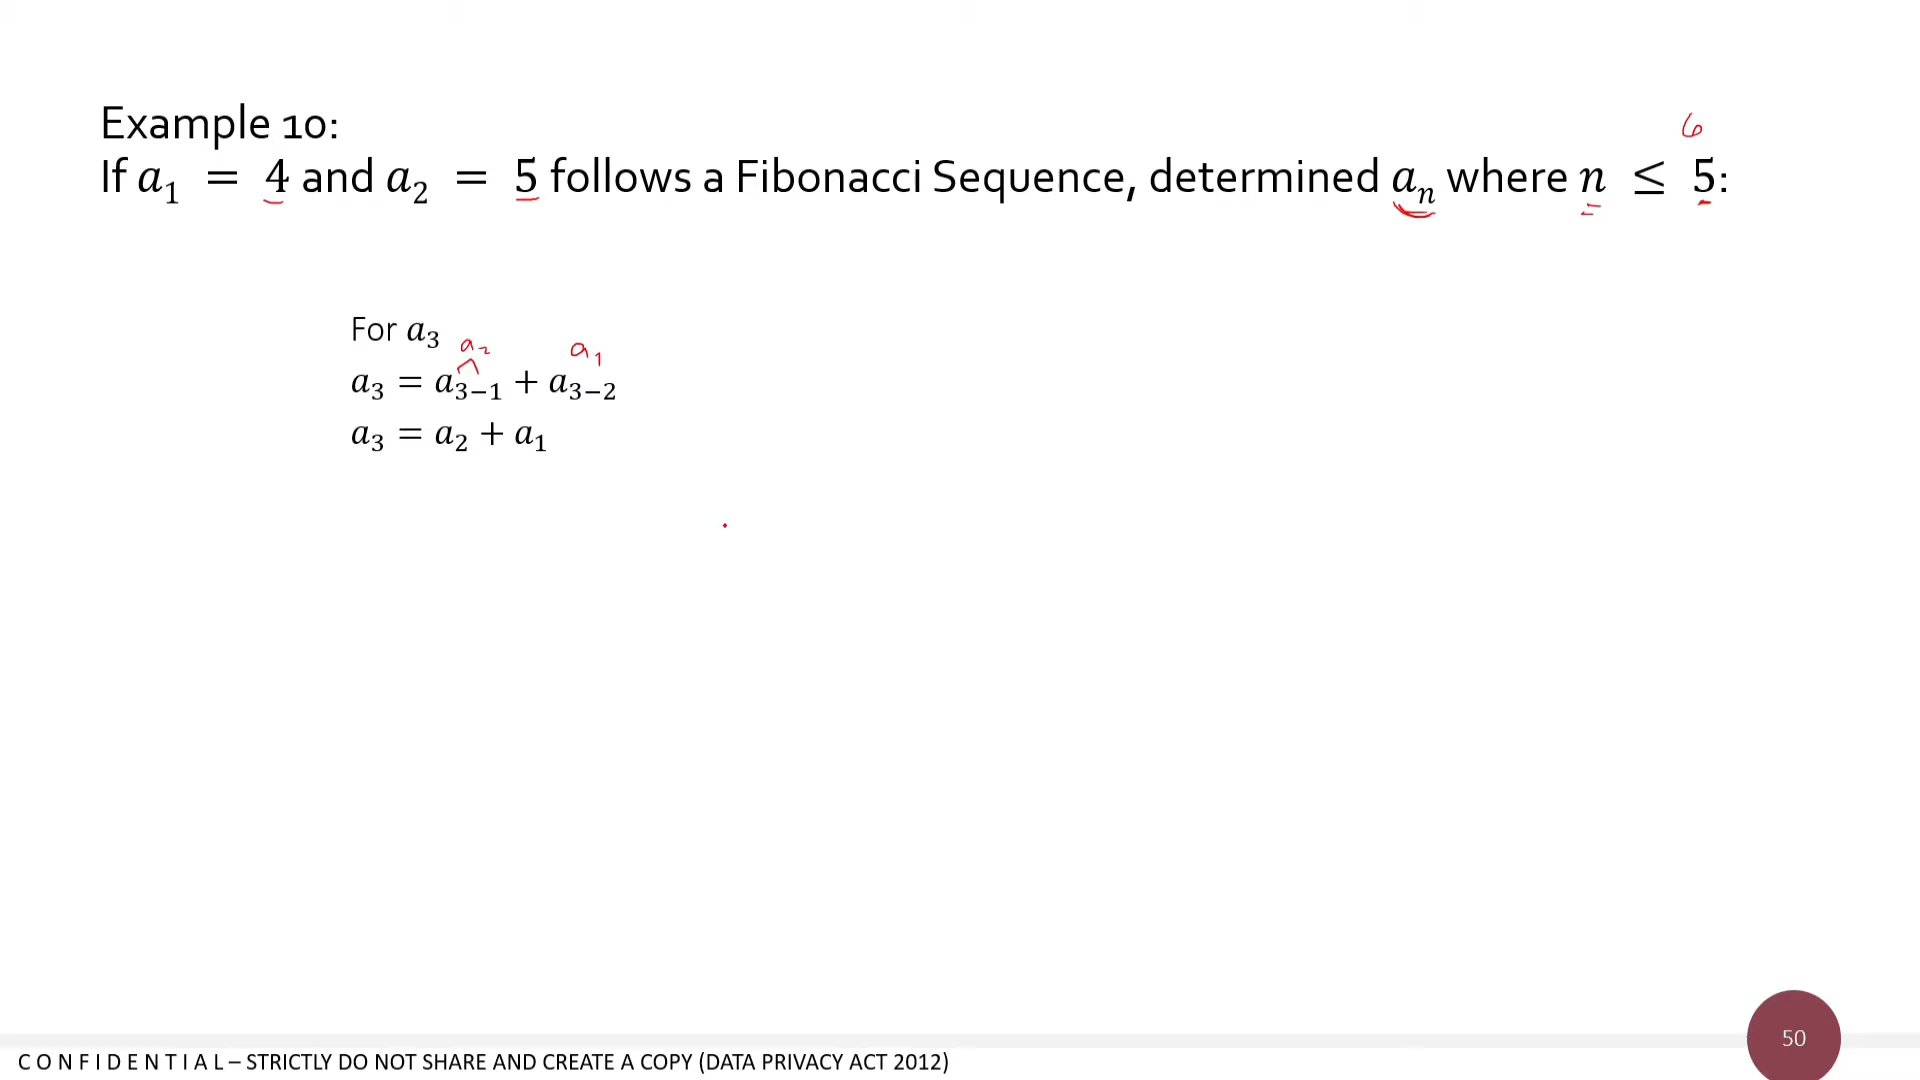 Example 10:
6
If a₁ = 4 and a₂ = 5 follows a Fibonacci Sequence, determined aₙ where n ≤ 5:
For a₃
a₂ a₁
a₃ = a₃₋₁ + a₃₋₂
a₃ = a₂ + a₁
50
C O N F I D E N T I A L – STRICTLY DO NOT SHARE AND CREATE A COPY (DATA PRIVACY ACT 2012)